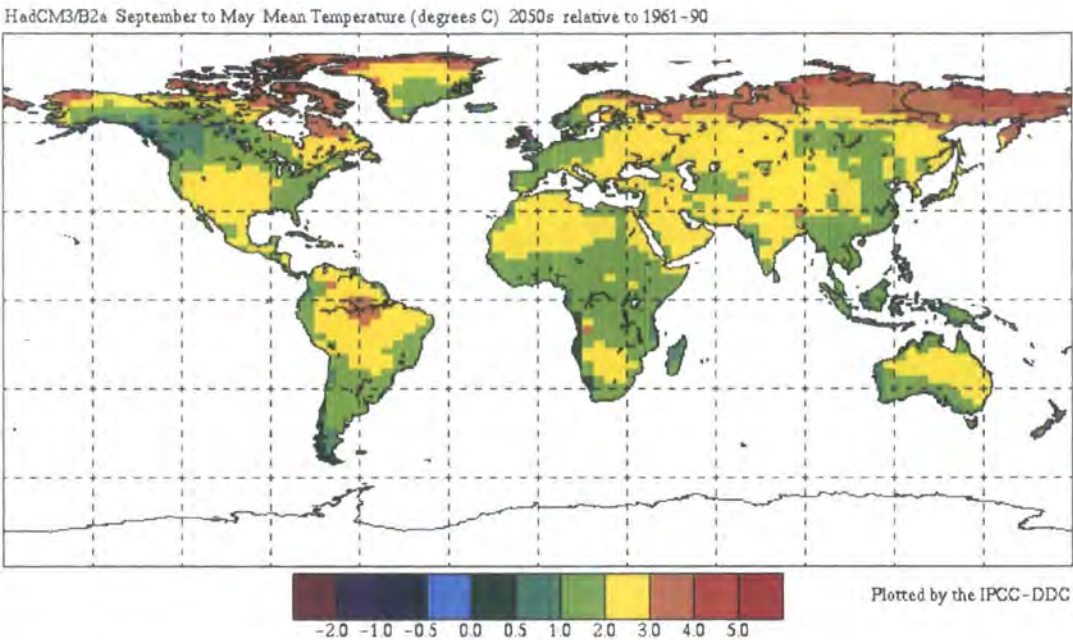 HadCM3/B2a September to May Mean Temperature (degrees C) 2050s relative to 1961-90
Plotted by the IPCC-DDC
-2.0 -1.0 -0.5 0.0 0.5 1.0 2.0 3.0 4.0 5.0